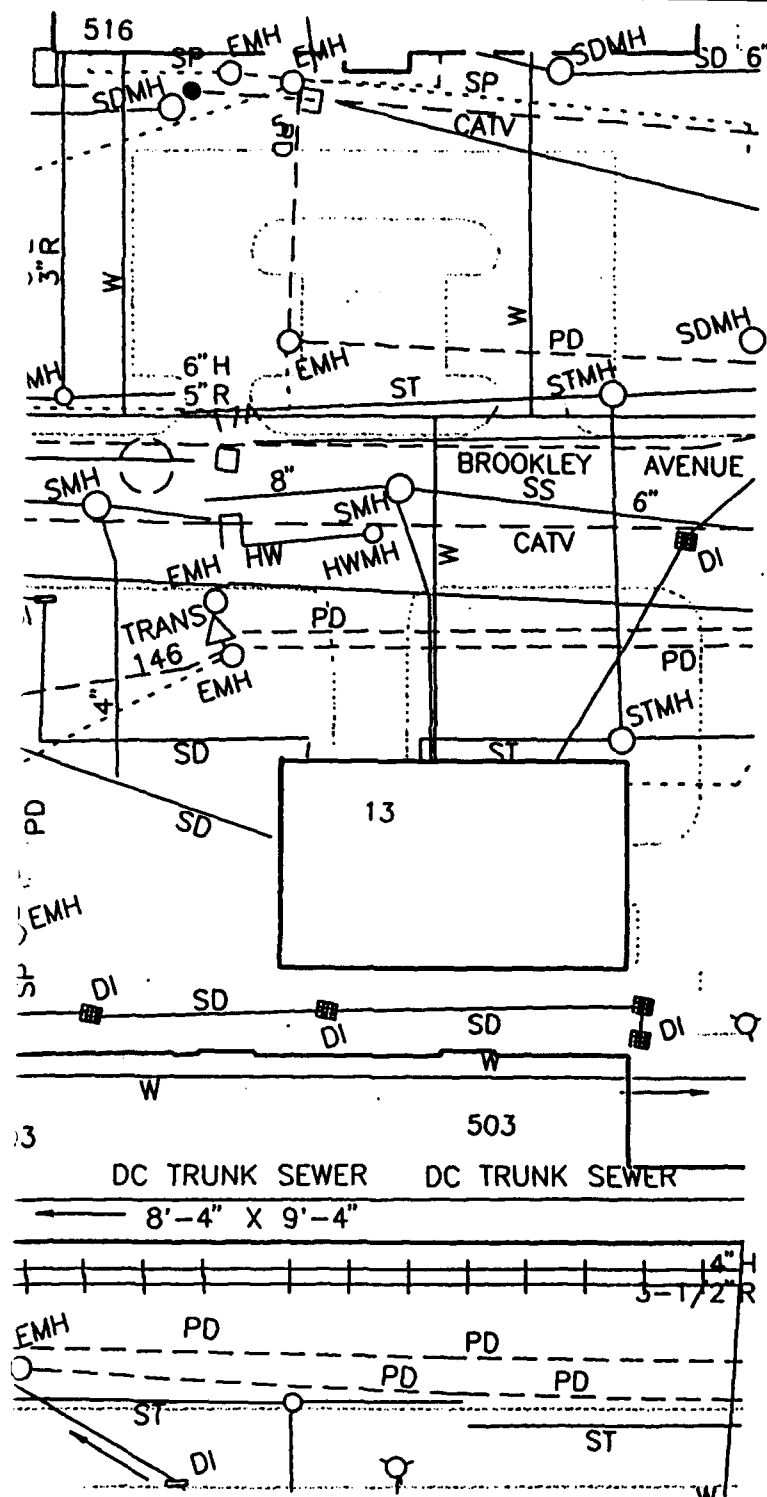 516
EMH
EMH
SDMH
SD 6"
SP
SP
SDMH
CATV
PD
3" R
W
W
SDMH
PD
EMH
6" H
5" R
ST
STMH
MH
BROOKLEY AVENUE
8"
SS
6"
SMH
SMH
W
CATV
HW
HWMH
DI
EMH
TRANS
146
PD
PD
EMH
4"
STMH
SD
ST
SD
13
PD
EMH
SP
DI
SD
DI
SD
DI
W
W
503
DC TRUNK SEWER DC TRUNK SEWER
8'-4" X 9'-4"
4" H
3-1/2" R
EMH
PD
PD
PD
PD
ST
ST
DI
W